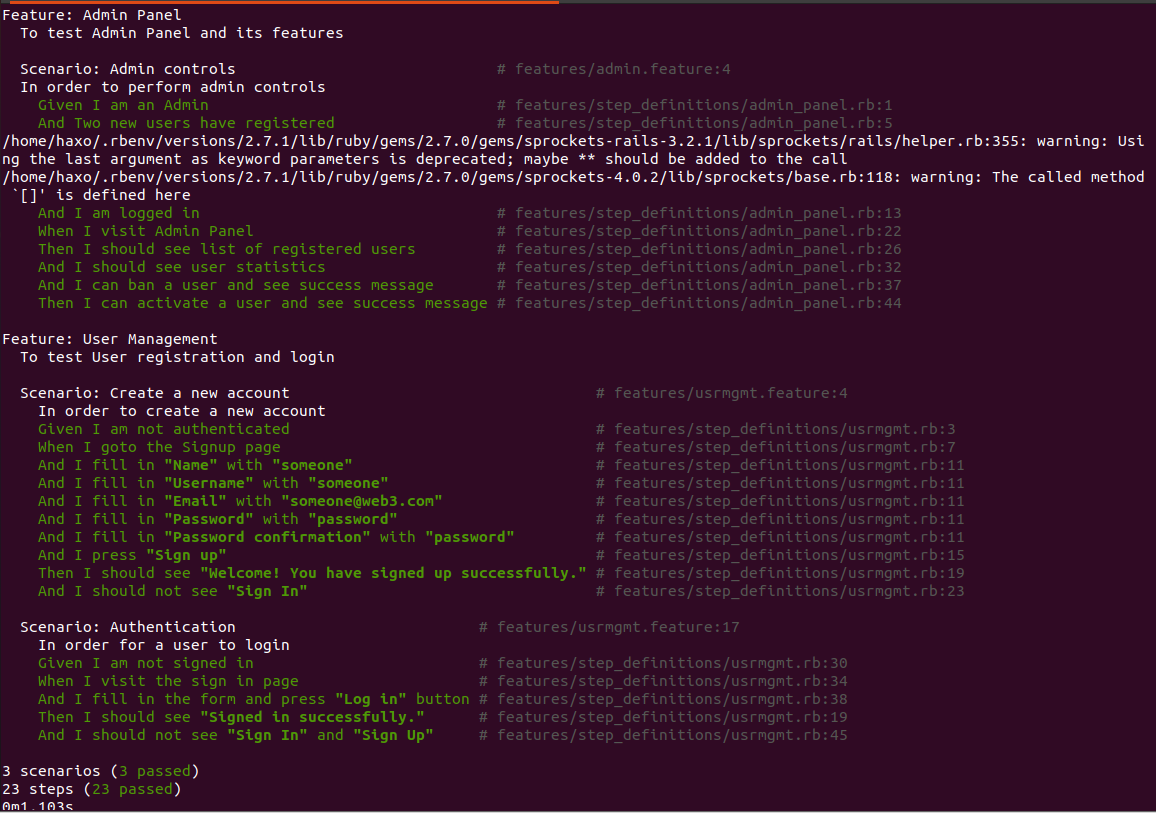 Feature: Admin Panel
  To test Admin Panel and its features

  Scenario: Admin controls                             # features/admin.feature:4
  In order to perform admin controls
    Given I am an Admin                                # features/step_definitions/admin_panel.rb:1
    And Two new users have registered                  # features/step_definitions/admin_panel.rb:5
/home/haxo/.rbenv/versions/2.7.1/lib/ruby/gems/2.7.0/gems/sprockets-rails-3.2.1/lib/sprockets/rails/helper.rb:355: warning: Usi
ng the last argument as keyword parameters is deprecated; maybe ** should be added to the call
/home/haxo/.rbenv/versions/2.7.1/lib/ruby/gems/2.7.0/gems/sprockets-4.0.2/lib/sprockets/base.rb:118: warning: The called method
 `[]' is defined here
    And I am logged in                                 # features/step_definitions/admin_panel.rb:13
    When I visit Admin Panel                           # features/step_definitions/admin_panel.rb:22
    Then I should see list of registered users         # features/step_definitions/admin_panel.rb:26
    And I should see user statistics                   # features/step_definitions/admin_panel.rb:32
    And I can ban a user and see success message       # features/step_definitions/admin_panel.rb:37
    Then I can activate a user and see success message # features/step_definitions/admin_panel.rb:44

Feature: User Management
  To test User registration and login

  Scenario: Create a new account                                  # features/usrmgmt.feature:4
    In order to create a new account
    Given I am not authenticated                                  # features/step_definitions/usrmgmt.rb:3
    When I goto the Signup page                                   # features/step_definitions/usrmgmt.rb:7
    And I fill in "Name" with "someone"                           # features/step_definitions/usrmgmt.rb:11
    And I fill in "Username" with "someone"                       # features/step_definitions/usrmgmt.rb:11
    And I fill in "Email" with "someone@web3.com"                 # features/step_definitions/usrmgmt.rb:11
    And I fill in "Password" with "password"                      # features/step_definitions/usrmgmt.rb:11
    And I fill in "Password confirmation" with "password"         # features/step_definitions/usrmgmt.rb:11
    And I press "Sign up"                                         # features/step_definitions/usrmgmt.rb:15
    Then I should see "Welcome! You have signed up successfully." # features/step_definitions/usrmgmt.rb:19
    And I should not see "Sign In"                                # features/step_definitions/usrmgmt.rb:23

  Scenario: Authentication                           # features/usrmgmt.feature:17
    In order for a user to login
    Given I am not signed in                         # features/step_definitions/usrmgmt.rb:30
    When I visit the sign in page                    # features/step_definitions/usrmgmt.rb:34
    And I fill in the form and press "Log in" button # features/step_definitions/usrmgmt.rb:38
    Then I should see "Signed in successfully."      # features/step_definitions/usrmgmt.rb:19
    And I should not see "Sign In" and "Sign Up"     # features/step_definitions/usrmgmt.rb:45

3 scenarios (3 passed)
23 steps (23 passed)
0m1.103s